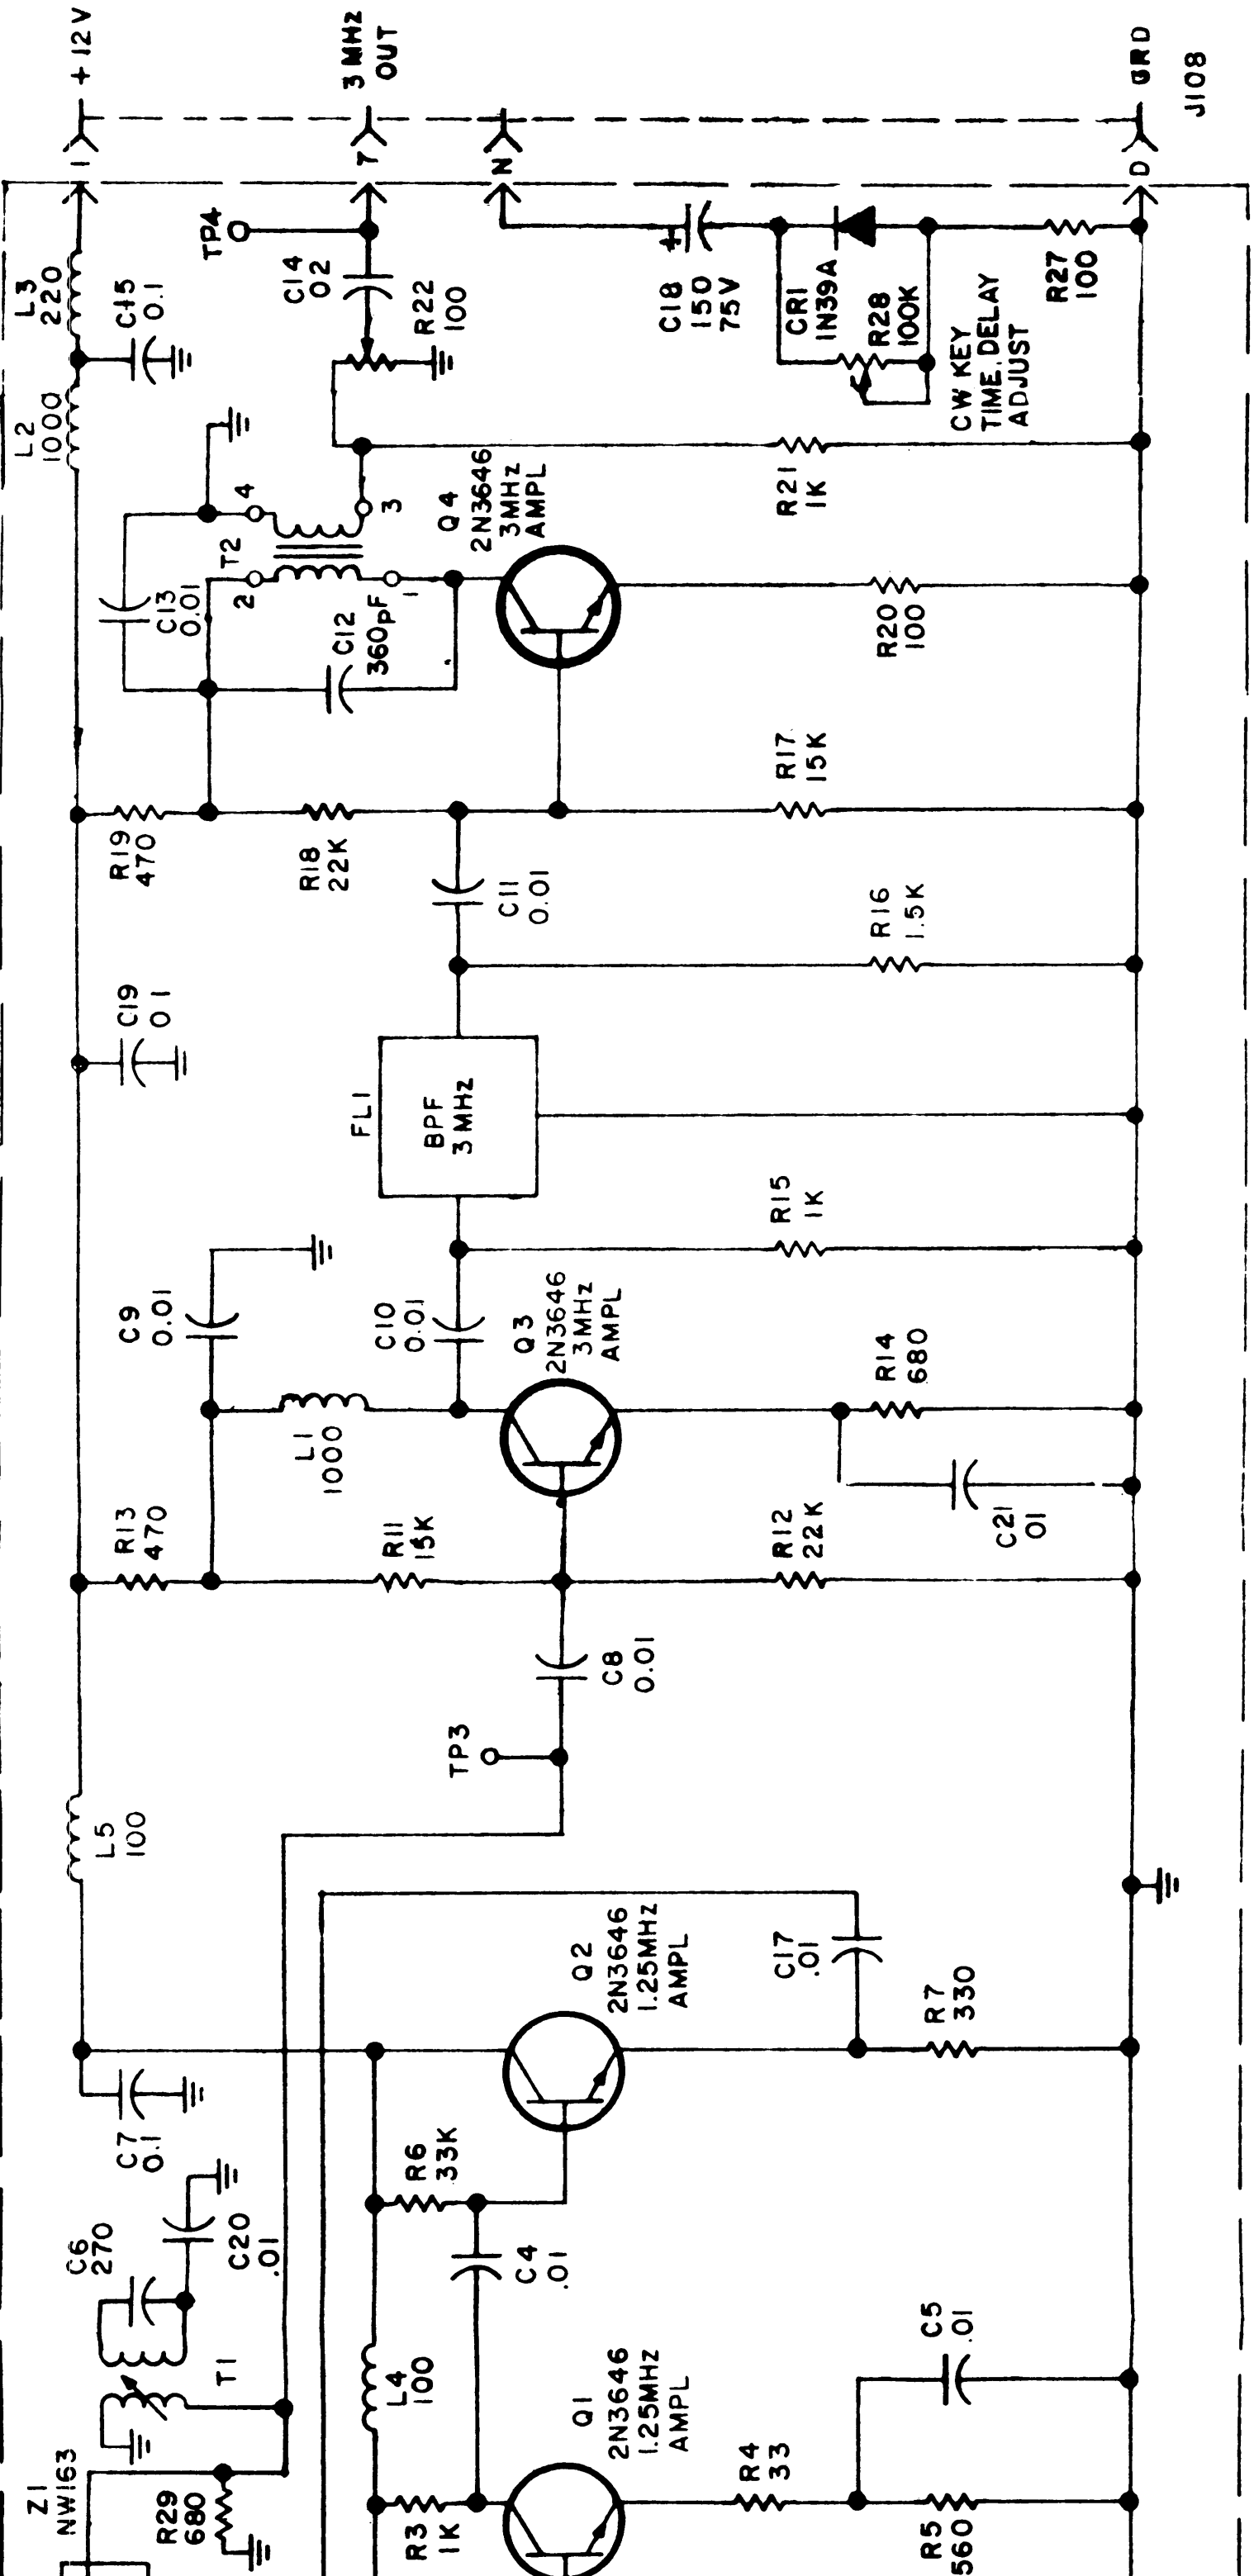 +12V
3 MHZ
OUT
GRD
J108
1
7
N
D
TP4
L3
220
C15
0.1
C14
02
R22
100
C18
150
75V
+
CR1
1N39A
R28
100K
R27
100
CW KEY
TIME. DELAY
ADJUST
L2
1000
4
3
T2
2
1
Q4
2N3646
3MHZ
AMPL
R21
1K
C13
0.01
C12
360pF
R20
100
R19
470
R18
22K
R17
15K
C11
0.01
R16
1.5K
C19
0 1
FL1
BPF
3 MHZ
R15
1K
C9
0.01
C10
0.01
Q3
2N3646
3MHZ
AMPL
R14
680
L1
1000
R13
470
R11
15K
R12
22K
C21
01
C8
0.01
TP3
L5
100
Q2
2N3646
1.25MHZ
AMPL
C17
.01
R7
330
C7
0.1
R6
33K
C6
270
C20
.01
C4
.01
T1
L4
100
Q1
2N3646
1.25MHZ
AMPL
C5
.01
Z1
NW163
R29
680
R3
1K
R4
33
R5
560